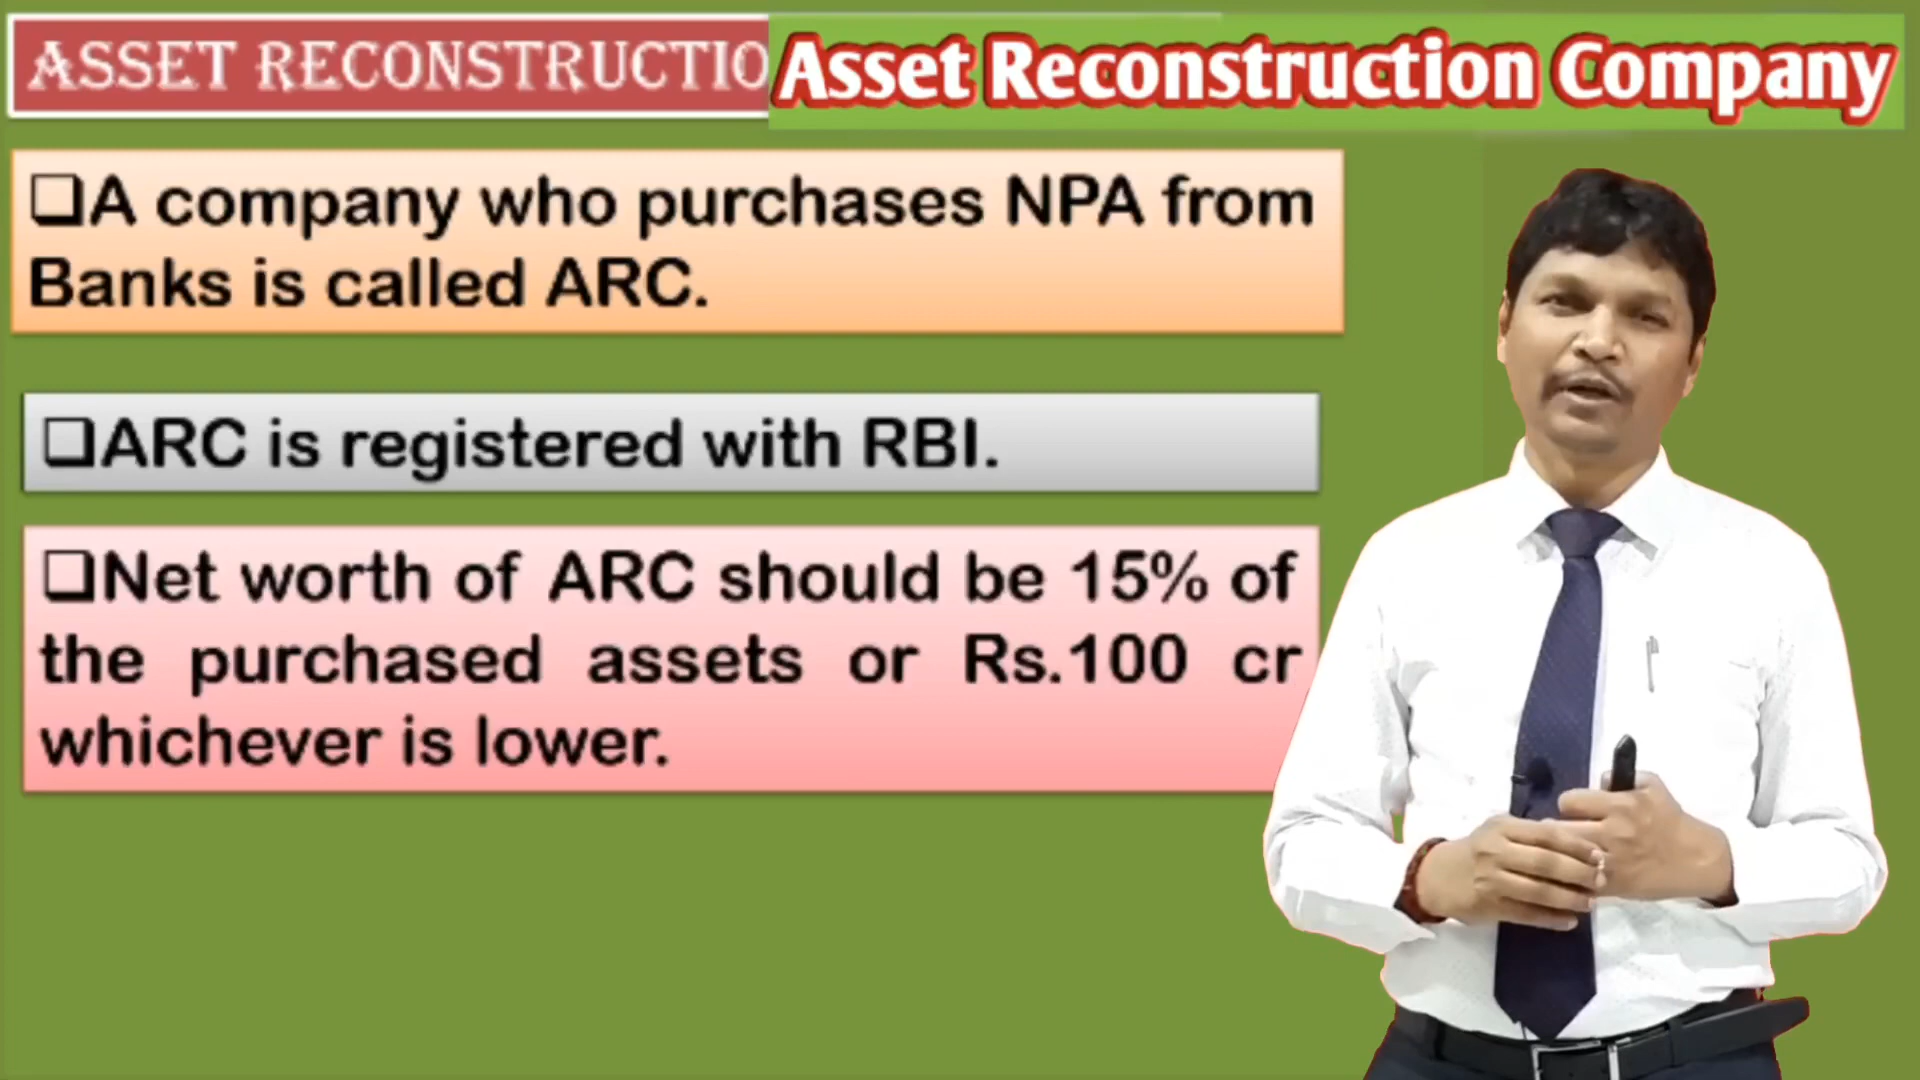 ASSET RECONSTRUCTIO
Asset Reconstruction Company
❑A company who purchases NPA from
Banks is called ARC.
❑ARC is registered with RBI.
❑Net worth of ARC should be 15% of
the purchased assets or Rs.100 cr
whichever is lower.